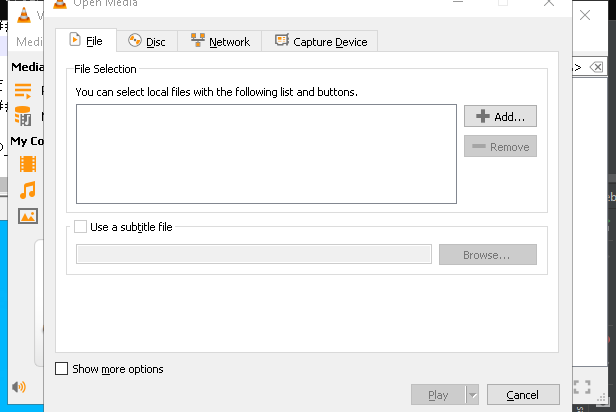 Open Media
Medi
File
Disc
Network
Capture Device
Media
File Selection
You can select local files with the following list and buttons.
Add...
Remove
My Co
Use a subtitle file
Browse...
Show more options
Play
Cancel